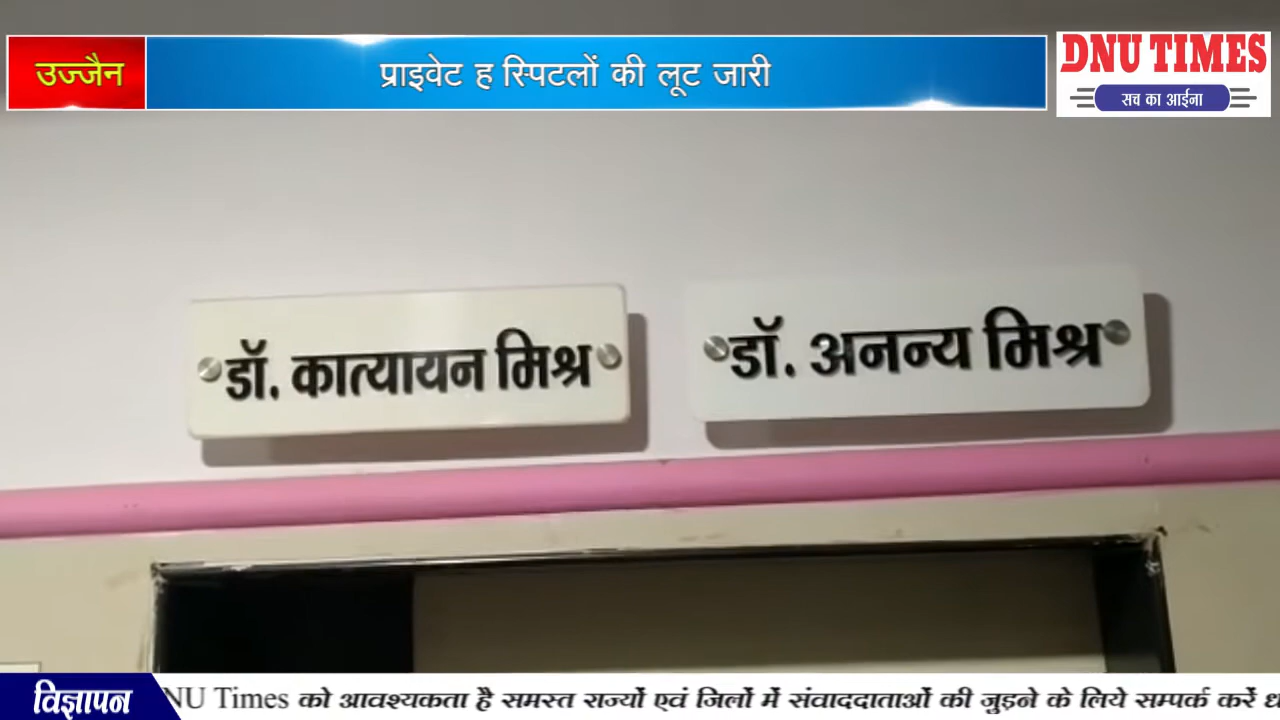 उज्जैन
प्राइवेट ह स्पिटलों की लूट जारी
DNU TIMES
सच का आईना
डॉ. कात्यायन मिश्र
डॉ. अनन्य मिश्र
विज्ञापन
NU Times को आवश्यकता है समस्त राज्यों एवं जिलों में संवाददाताओं की जुड़ने के लिये सम्पर्क करें